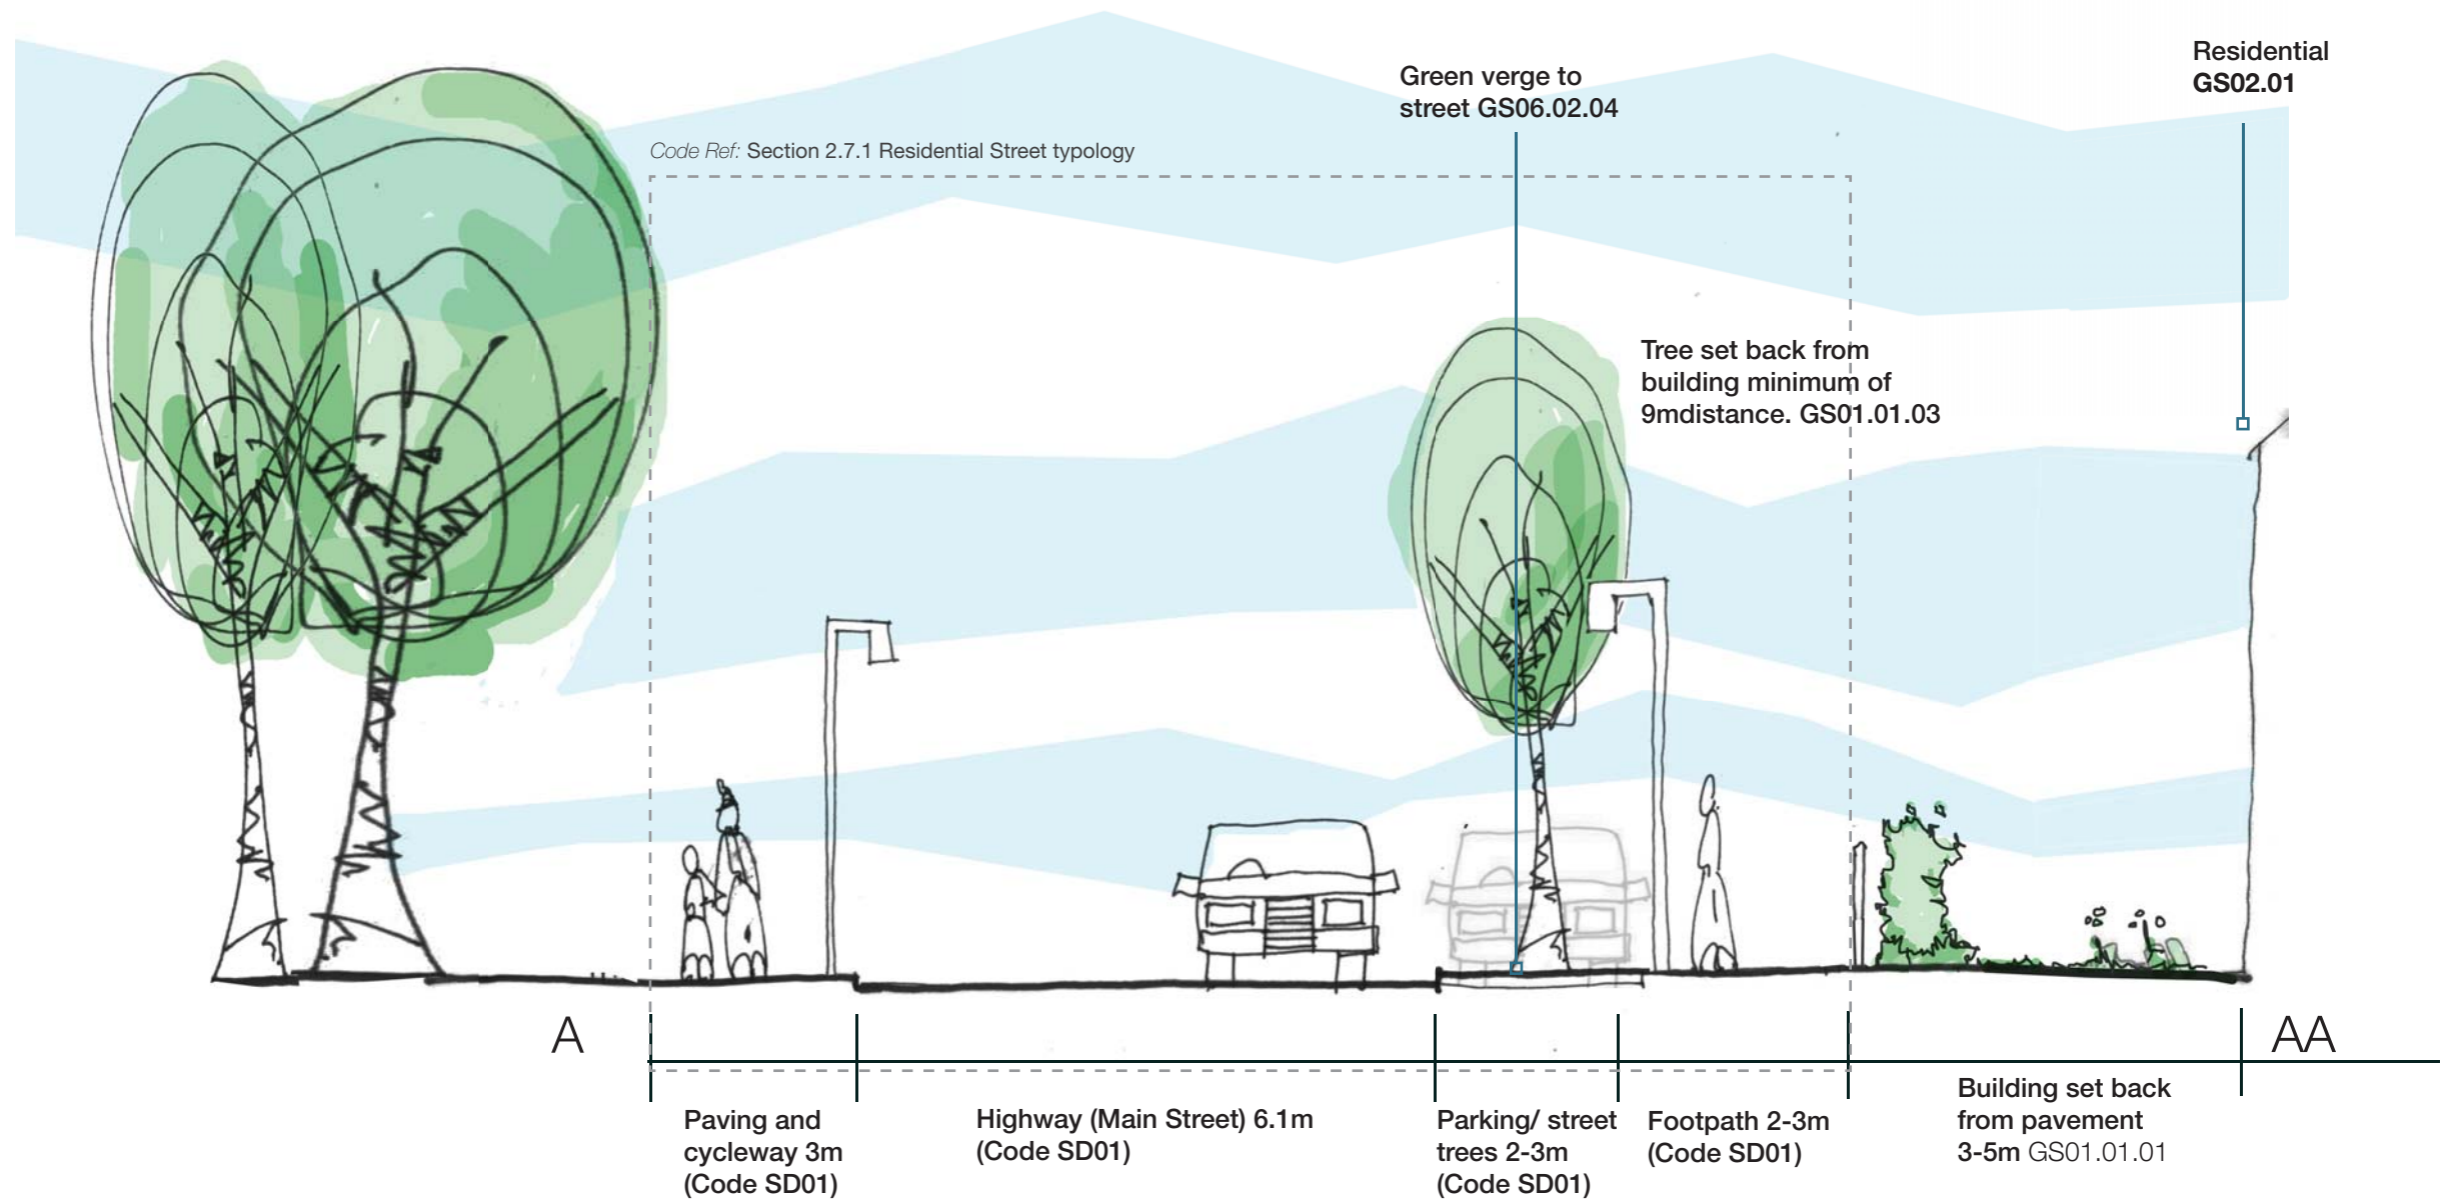 Residential
GS02.01
Green verge to
street GS06.02.04
Code Ref: Section 2.7.1 Residential Street typology
Tree set back from
building minimum of
9mdistance. GS01.01.03
A
AA
Paving and
cycleway 3m
(Code SD01)
Highway (Main Street) 6.1m
(Code SD01)
Parking/ street
trees 2-3m
(Code SD01)
Footpath 2-3m
(Code SD01)
Building set back
from pavement
3-5m GS01.01.01